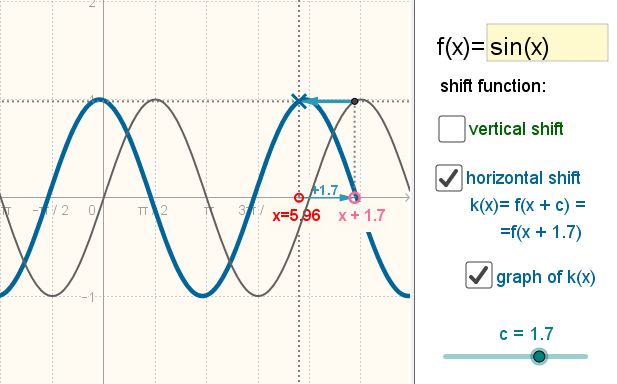 2
1
-π -π / 2 0 π / 2 π 3π /
-1
+1.7
x=5.96 x + 1.7
f(x)= sin(x)
shift function:
vertical shift
horizontal shift
k(x)= f(x + c) =
=f(x + 1.7)
graph of k(x)
c = 1.7